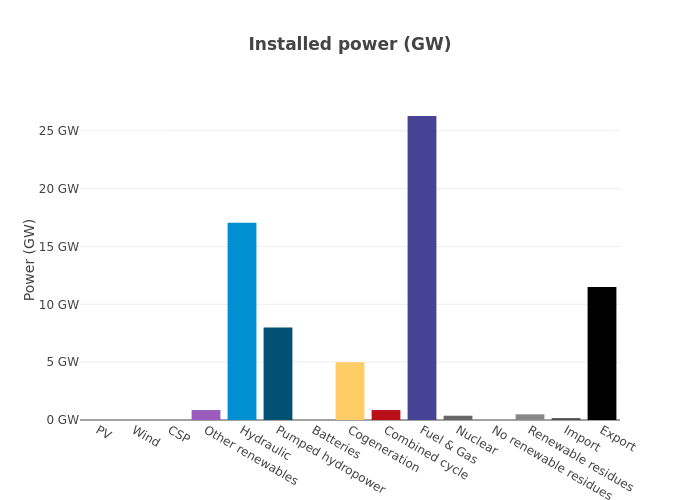 Installed power (GW)
Power (GW)
25 GW
20 GW
15 GW
10 GW
5 GW
0 GW
PV
Wind
CSP
Other renewables
Hydraulic
Pumped hydropower
Batteries
Cogeneration
Combined cycle
Fuel & Gas
Nuclear
No renewable residues
Renewable residues
Import
Export